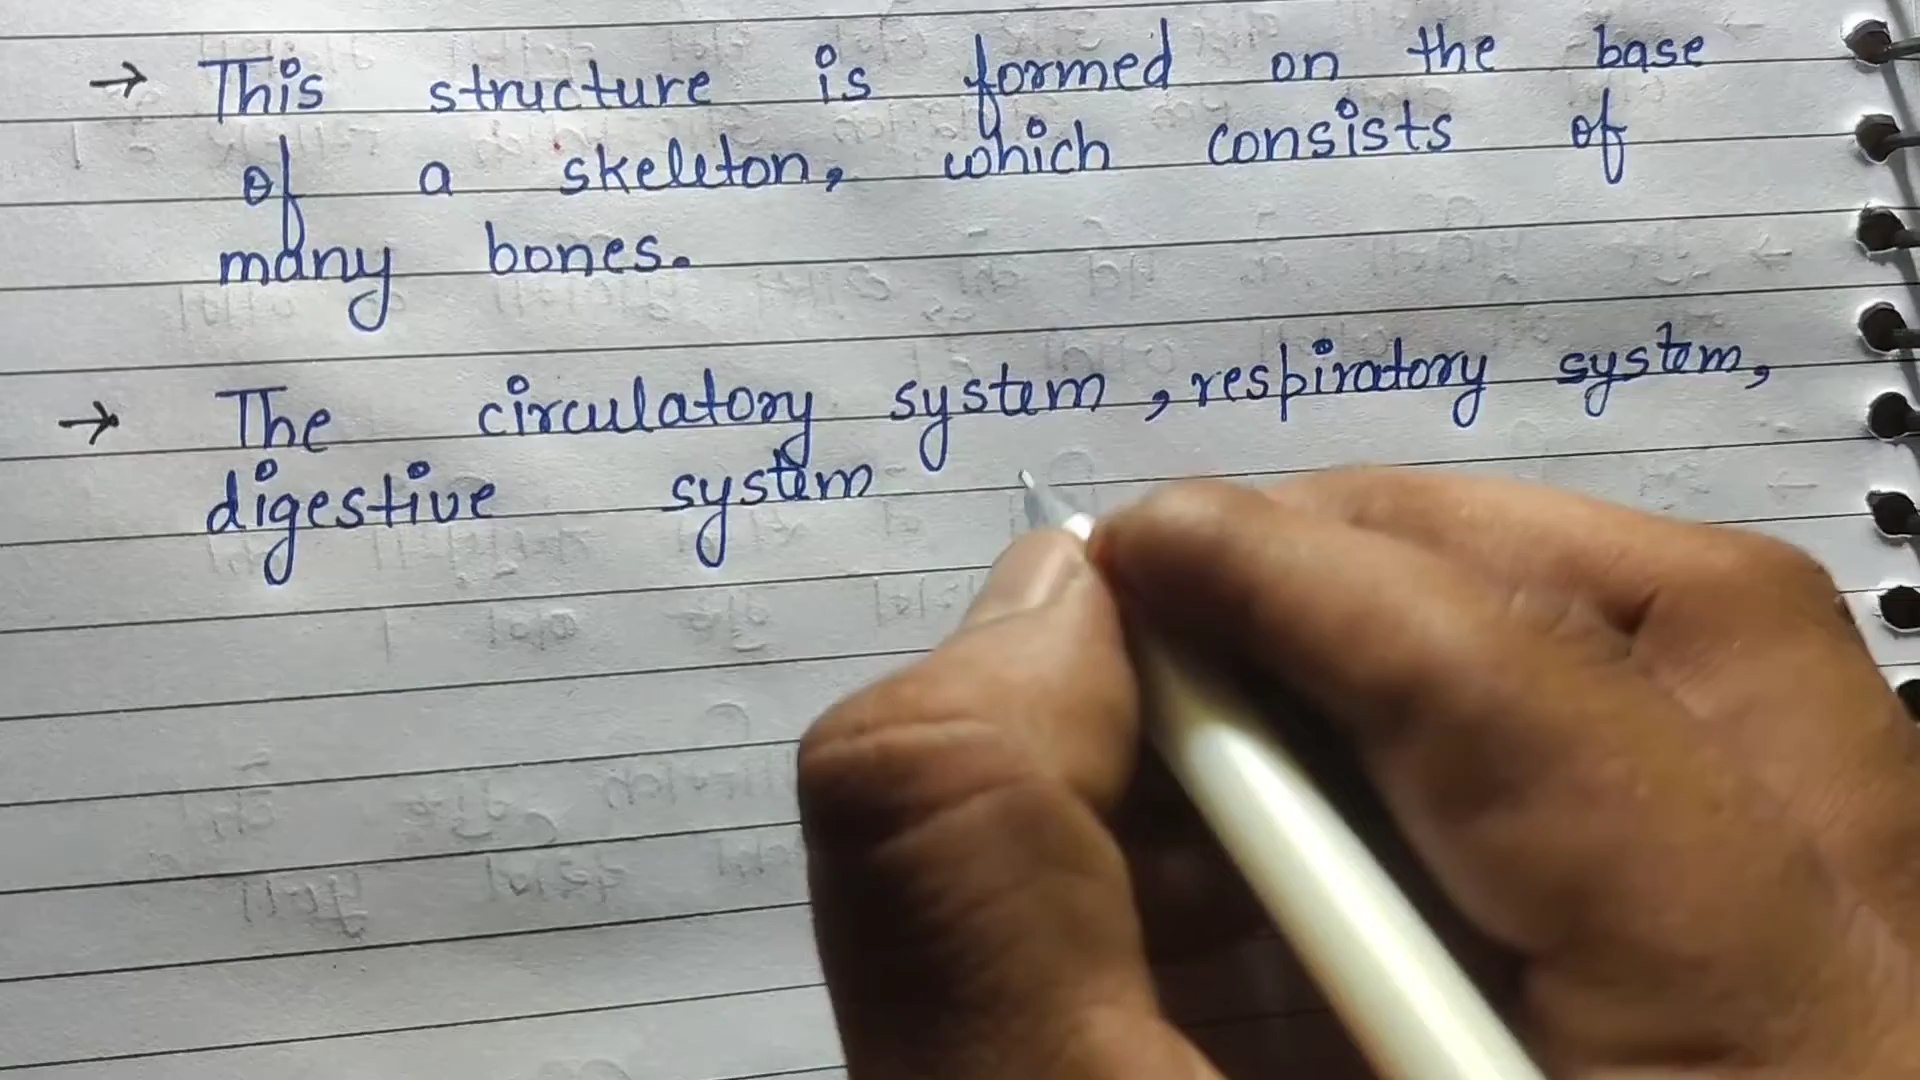 → This structure is formed on the base
of a skeleton, which consists of
many bones.
→ The circulatory system, respiratory system,
digestive system